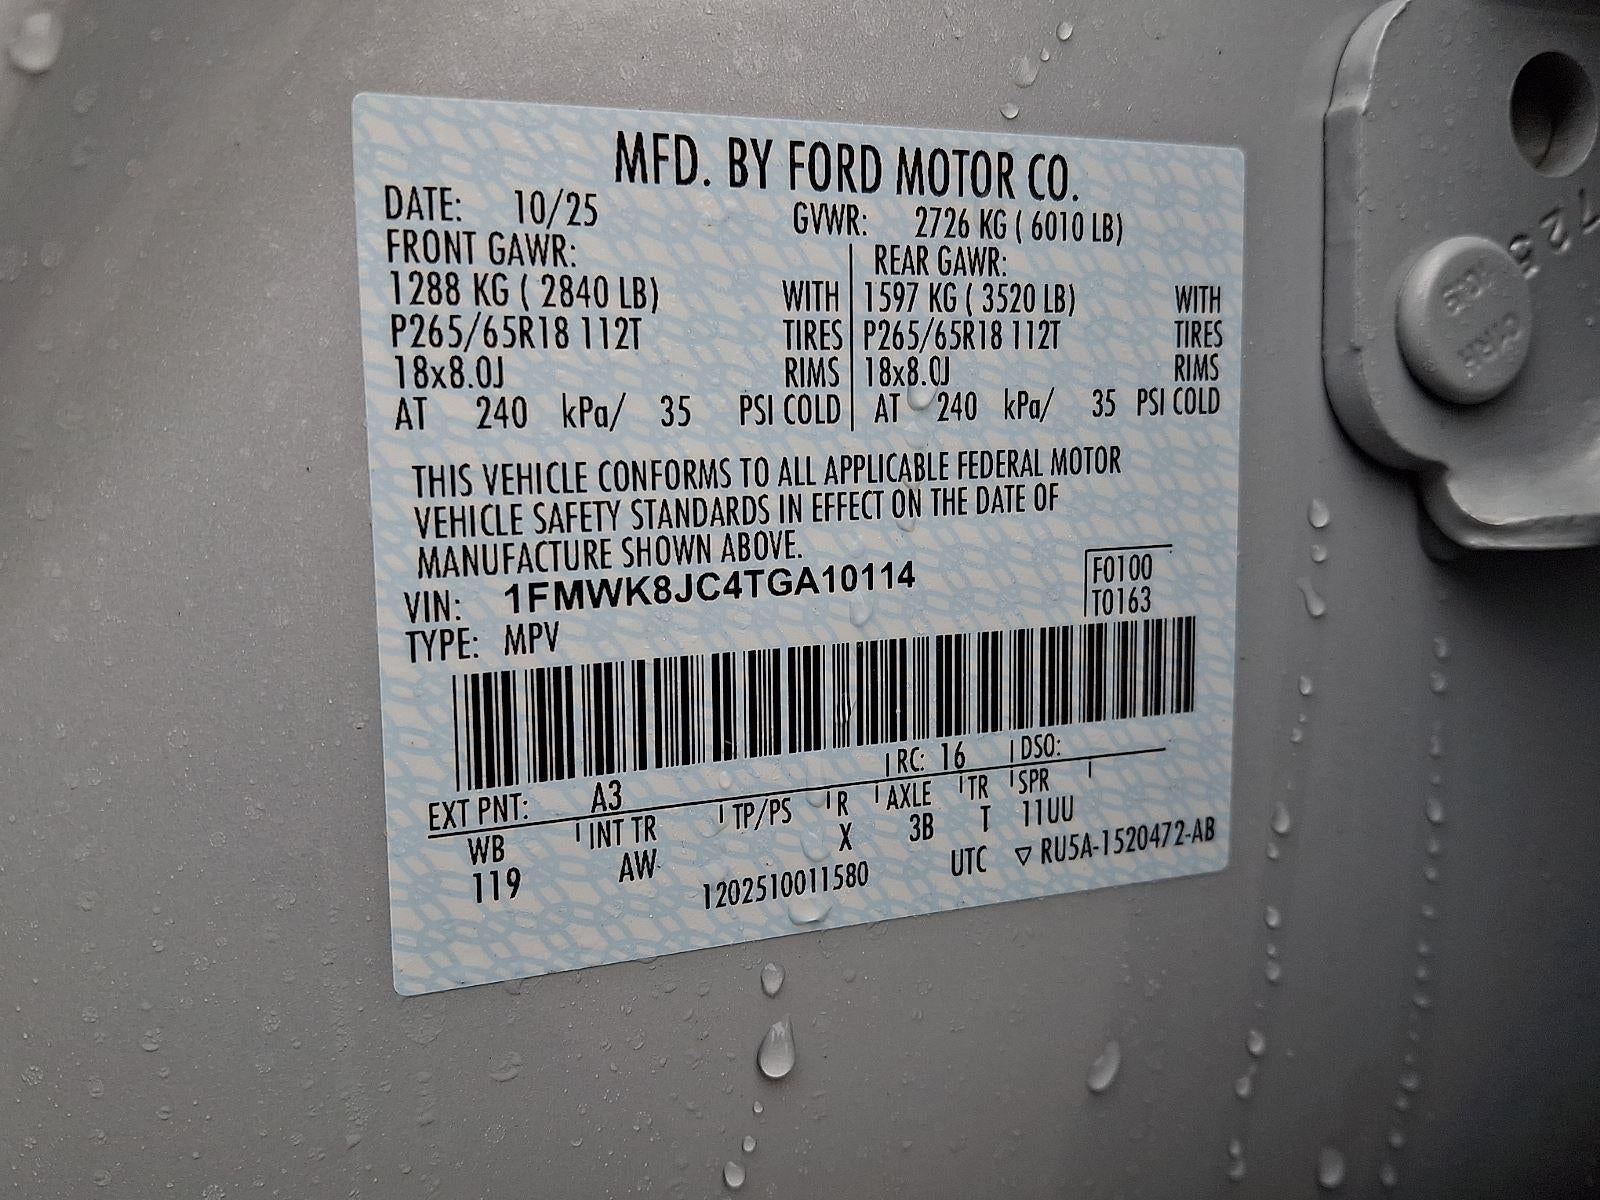 MFD. BY FORD MOTOR CO.
DATE: 10/25 GVWR: 2726 KG ( 6010 LB)
FRONT GAWR: REAR GAWR:
1288 KG ( 2840 LB) WITH 1597 KG ( 3520 LB) WITH
P265/65R18 112T TIRES P265/65R18 112T TIRES
18x8.0J RIMS 18x8.0J RIMS
AT 240 kPa/ 35 PSI COLD AT 240 kPa/ 35 PSI COLD
THIS VEHICLE CONFORMS TO ALL APPLICABLE FEDERAL MOTOR
VEHICLE SAFETY STANDARDS IN EFFECT ON THE DATE OF
MANUFACTURE SHOWN ABOVE.
VIN: 1FMWK8JC4TGA10114 F0100
TYPE: MPV T0163
EXT PNT: A3 RC: 16 DSO:
WB INT TR TP/PS R AXLE TR SPR
119 AW X 3B T 11UU
1202510011580 UTC ▽ RU5A-1520472-AB